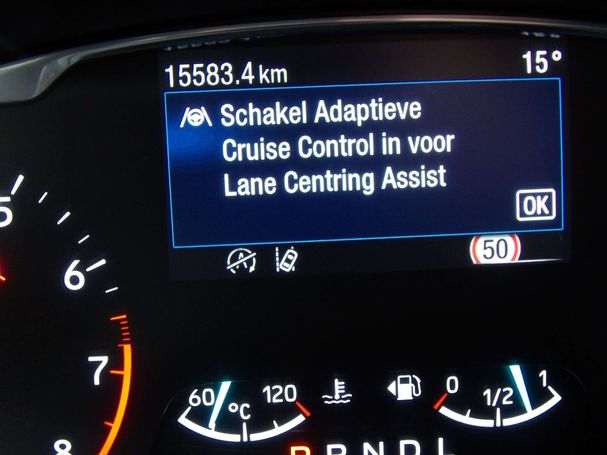 15583.4 km
15°
Schakel Adaptieve
Cruise Control in voor
Lane Centring Assist
OK
50
5
6
7
8
60 120
°C
0 1/2 1
R N D L